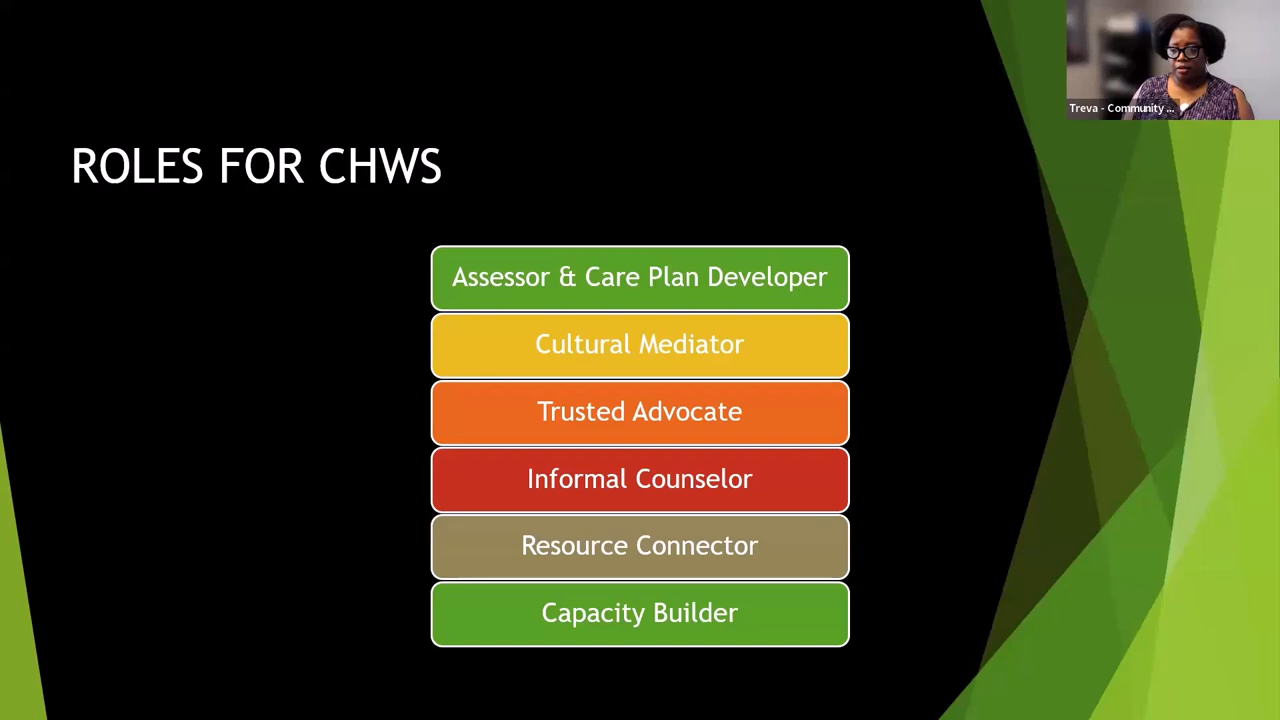 Treva - Community ...
ROLES FOR CHWS
Assessor & Care Plan Developer
Cultural Mediator
Trusted Advocate
Informal Counselor
Resource Connector
Capacity Builder